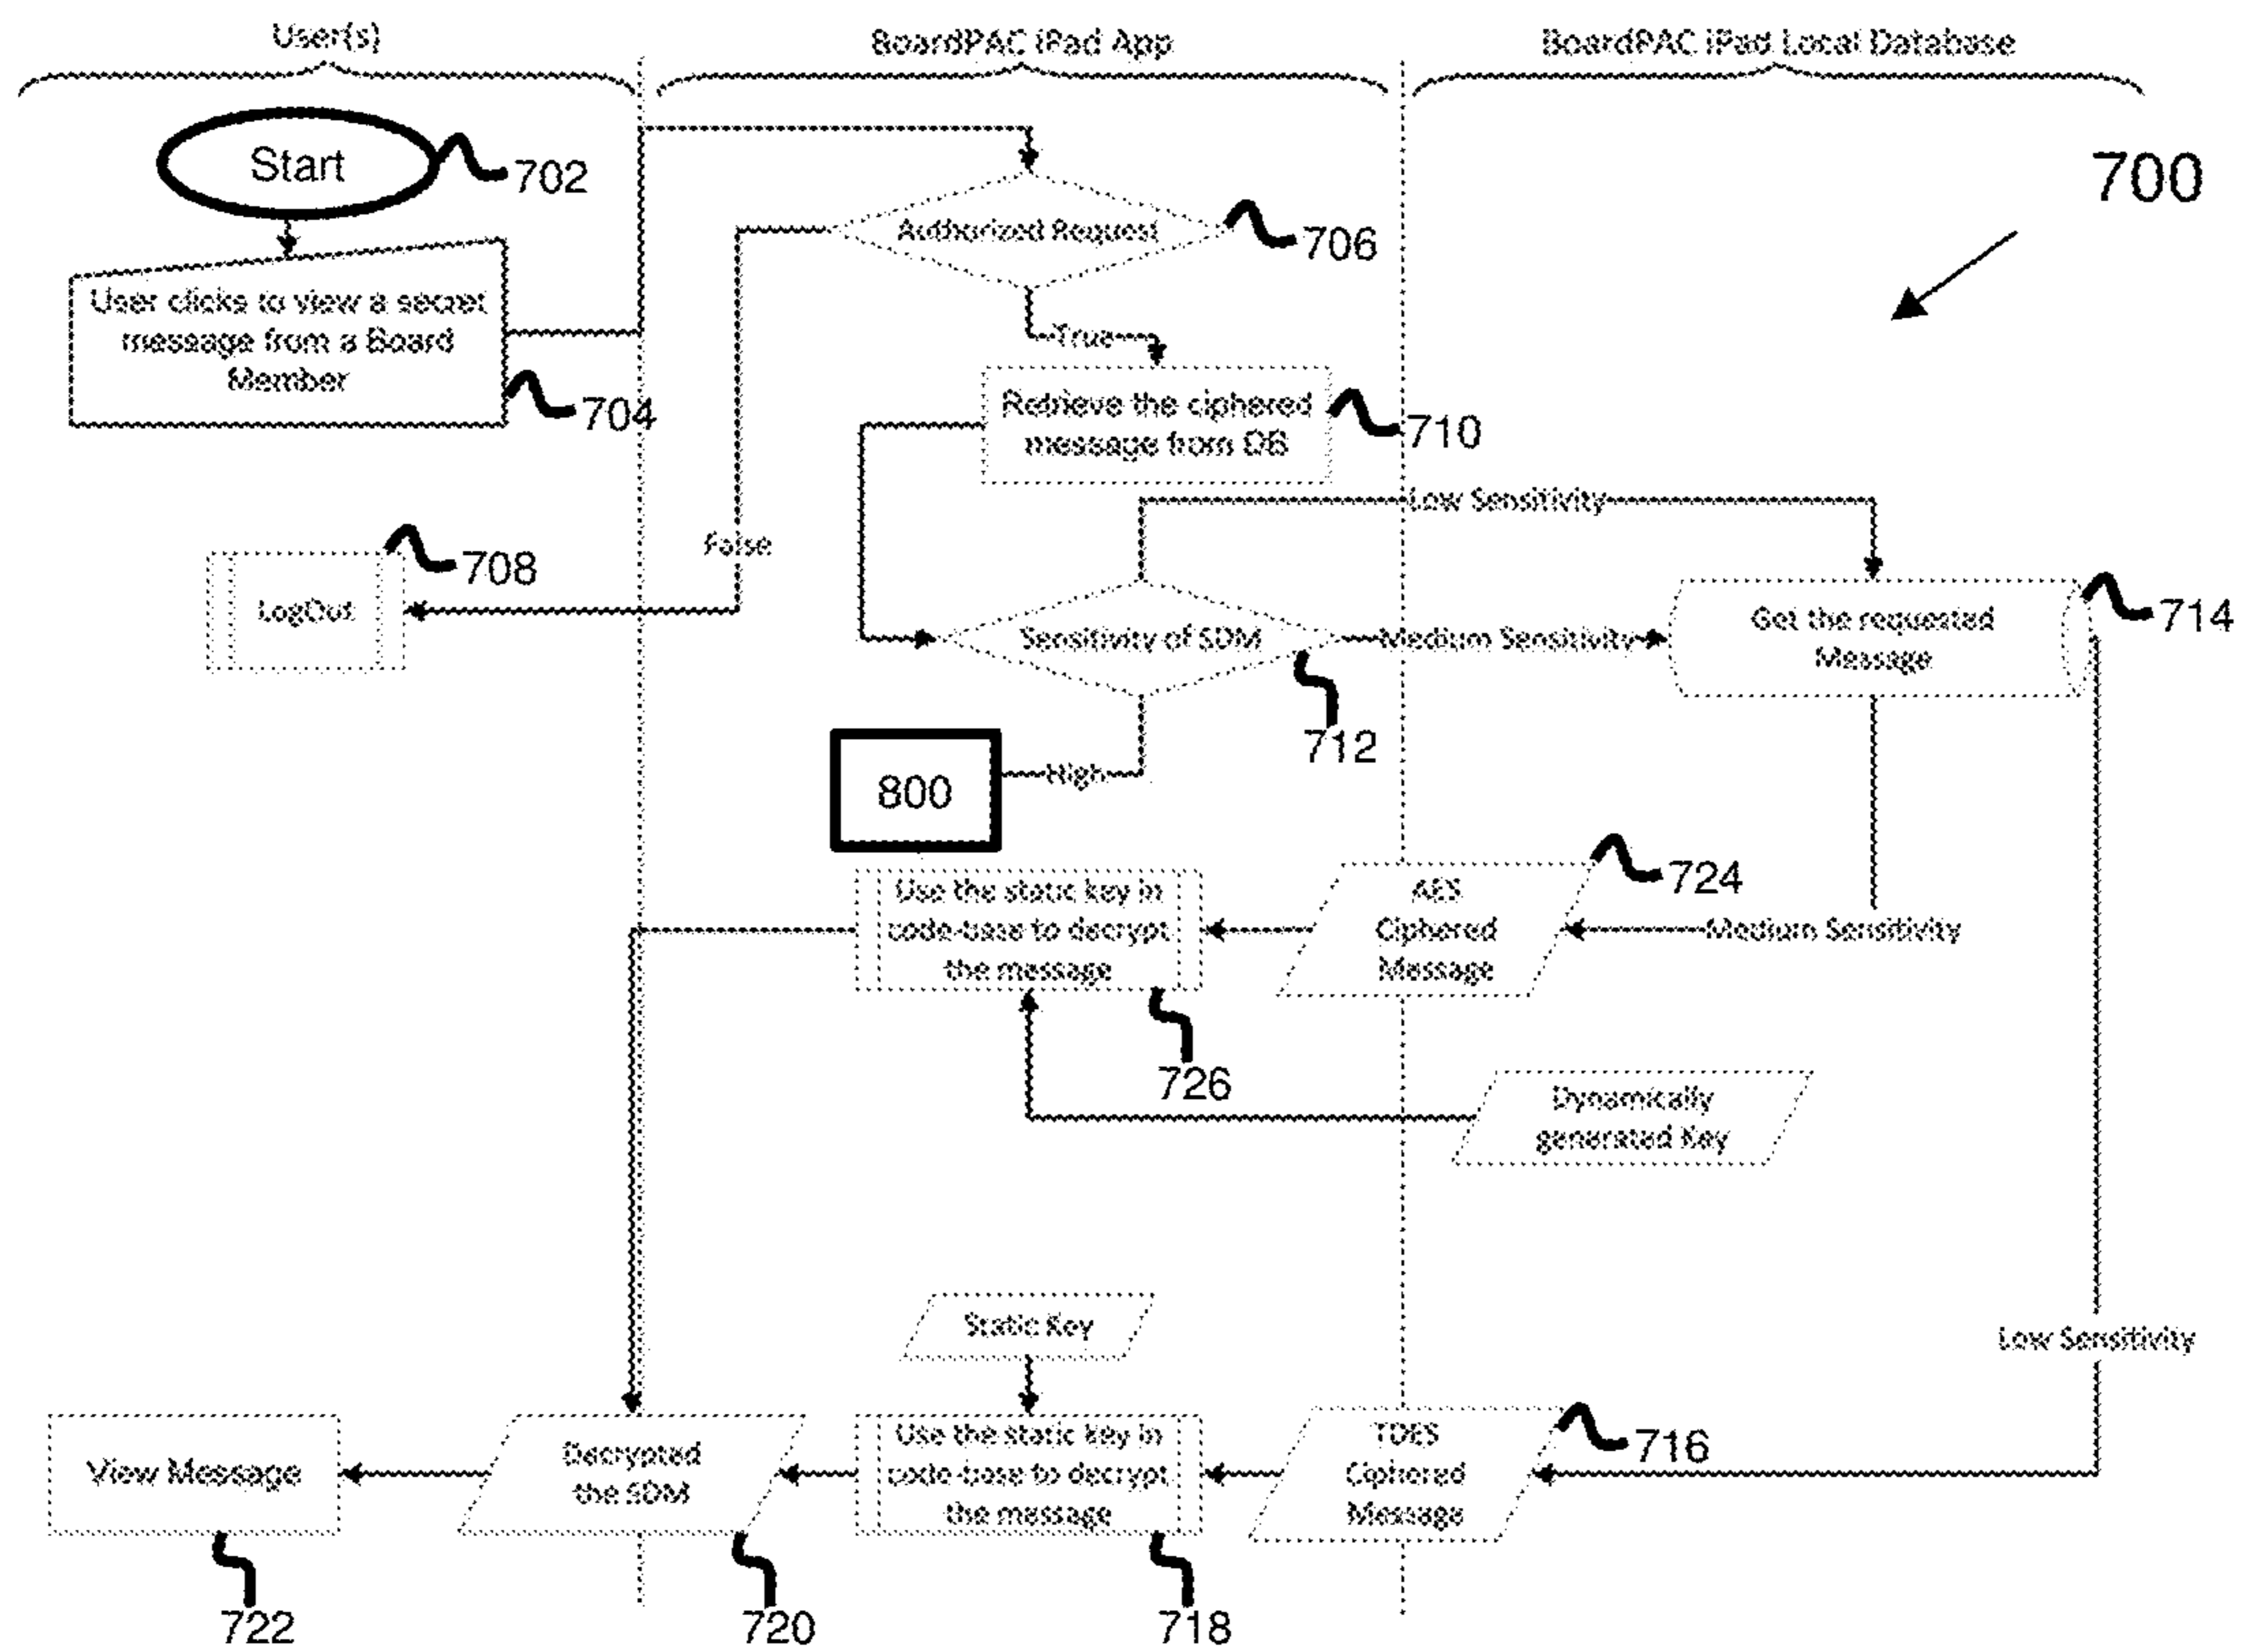 User(s)
BoardPAC iPad App
BoardPAC iPad Local Database
Start
702
700
Authorized Request
706
User clicks to view a secret
message from a Board
Member
704
True
Retrieve the ciphered
message from DB
710
Low Sensitivity
False
708
LogOut
Sensitivity of SDM
Medium Sensitivity
Get the requested
Message
714
712
High
800
724
Use the static key in
code-base to decrypt
the message
AES
Ciphered
Message
Medium Sensitivity
726
Dynamically
generated Key
Static Key
Low Sensitivity
View Message
Decrypted
the SDM
Use the static key in
code-base to decrypt
the message
TDES
Ciphered
Message
716
722
720
718